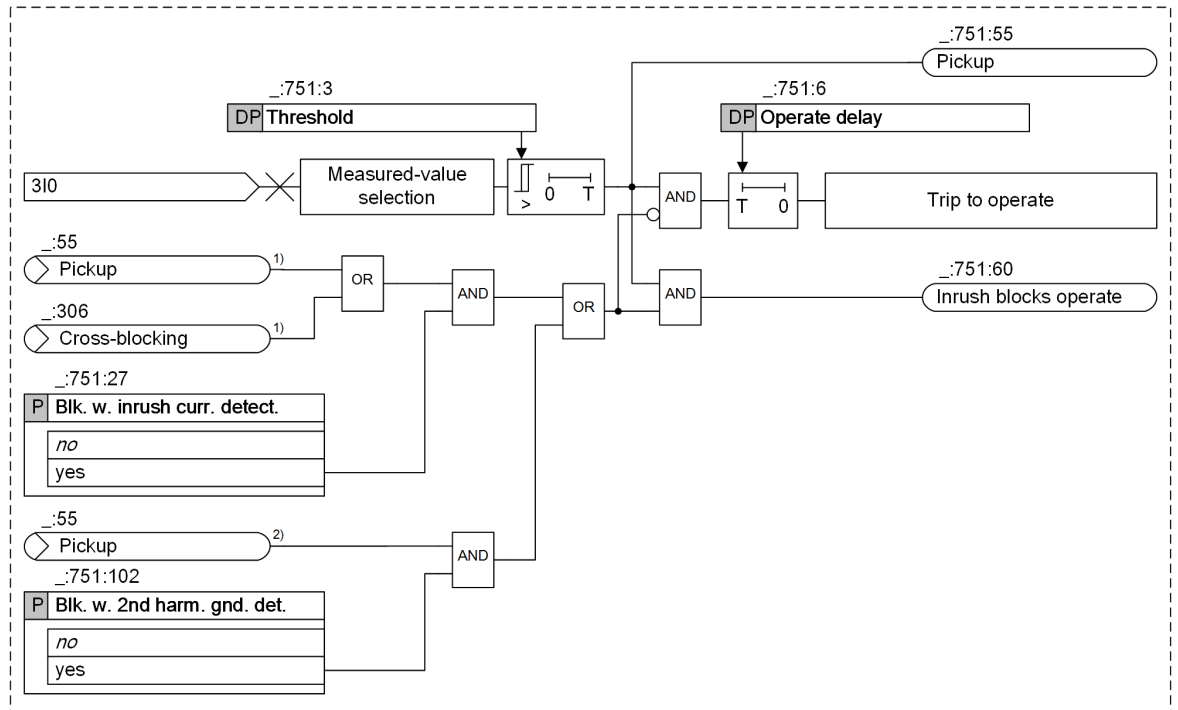 _:751:55
Pickup
_:751:3
DP Threshold
_:751:6
DP Operate delay
3I0
Measured-value
selection
>
0 T
AND
T 0
Trip to operate
_:55
Pickup
1)
OR
AND
_:306
Cross-blocking
1)
OR
AND
_:751:60
Inrush blocks operate
_:751:27
P Blk. w. inrush curr. detect.
no
yes
_:55
Pickup
2)
AND
_:751:102
P Blk. w. 2nd harm. gnd. det.
no
yes